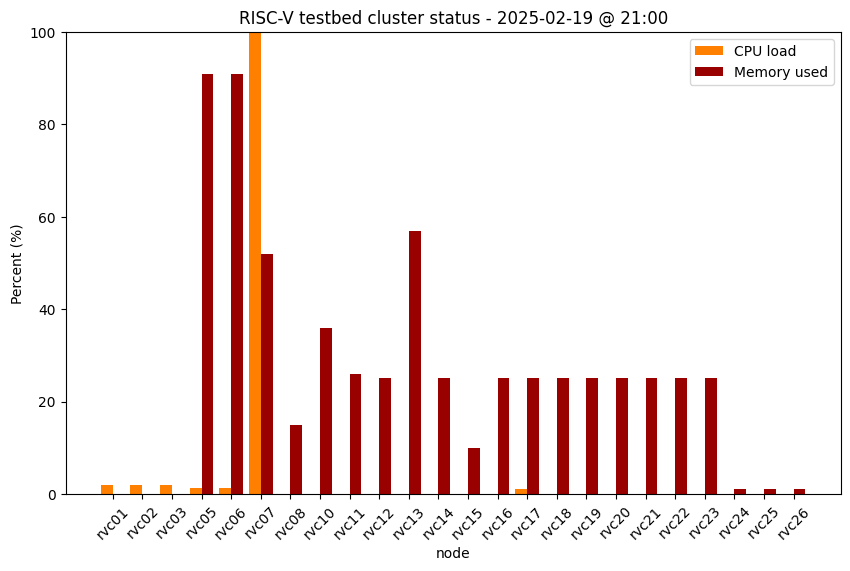 RISC-V testbed cluster status - 2025-02-19 @ 21:00
CPU load
Memory used
Percent (%)
100
80
60
40
20
0
rvc01
rvc02
rvc03
rvc05
rvc06
rvc07
rvc08
rvc10
rvc11
rvc12
rvc13
rvc14
rvc15
rvc16
rvc17
rvc18
rvc19
rvc20
rvc21
rvc22
rvc23
rvc24
rvc25
rvc26
node